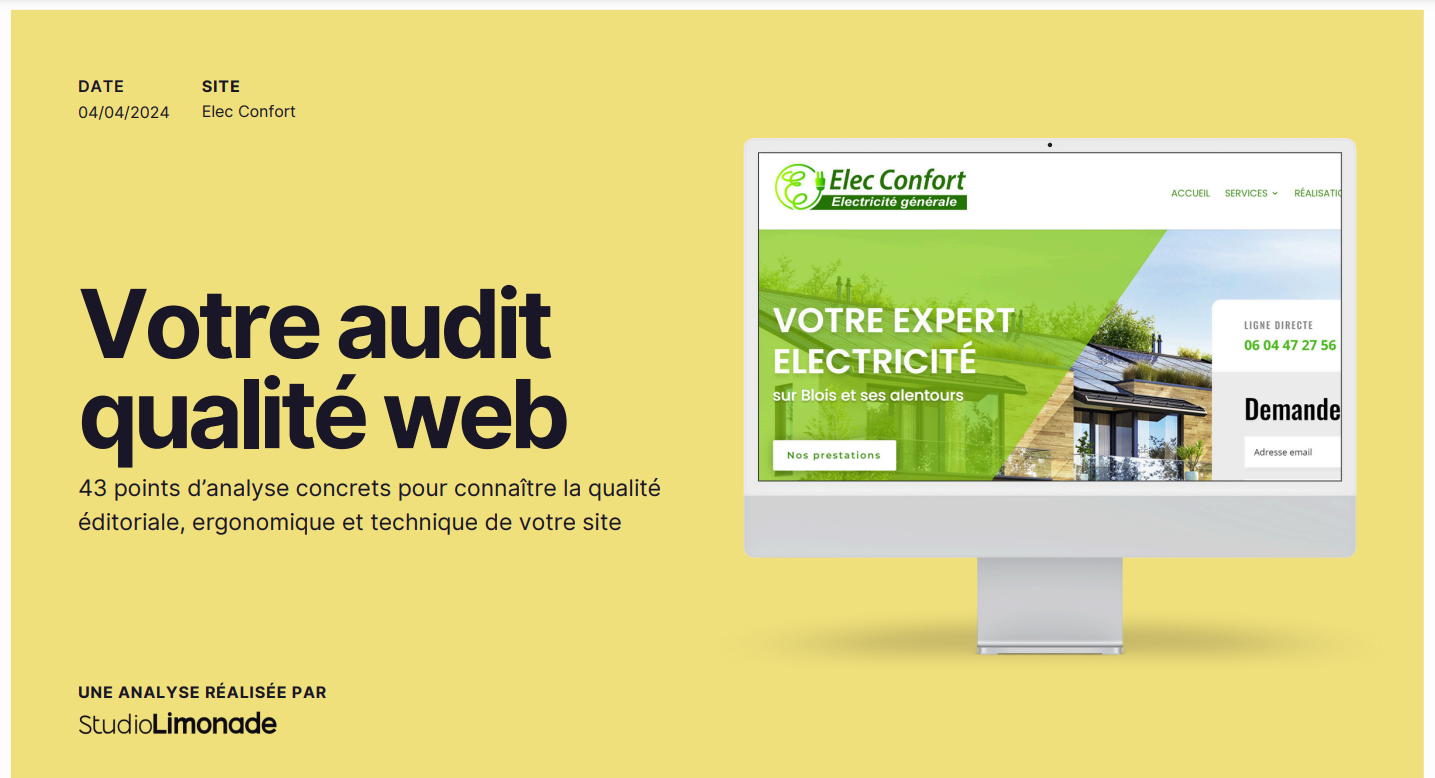 DATE
04/04/2024
SITE
Elec Confort
Votre audit
qualité web
43 points d’analyse concrets pour connaître la qualité
éditoriale, ergonomique et technique de votre site
UNE ANALYSE RÉALISÉE PAR
StudioLimonade
Elec Confort
Electricité générale
ACCUEIL SERVICES RÉALISATIO
VOTRE EXPERT
ELECTRICITÉ
sur Blois et ses alentours
Nos prestations
LIGNE DIRECTE
06 04 47 27 56
Demande
Adresse email